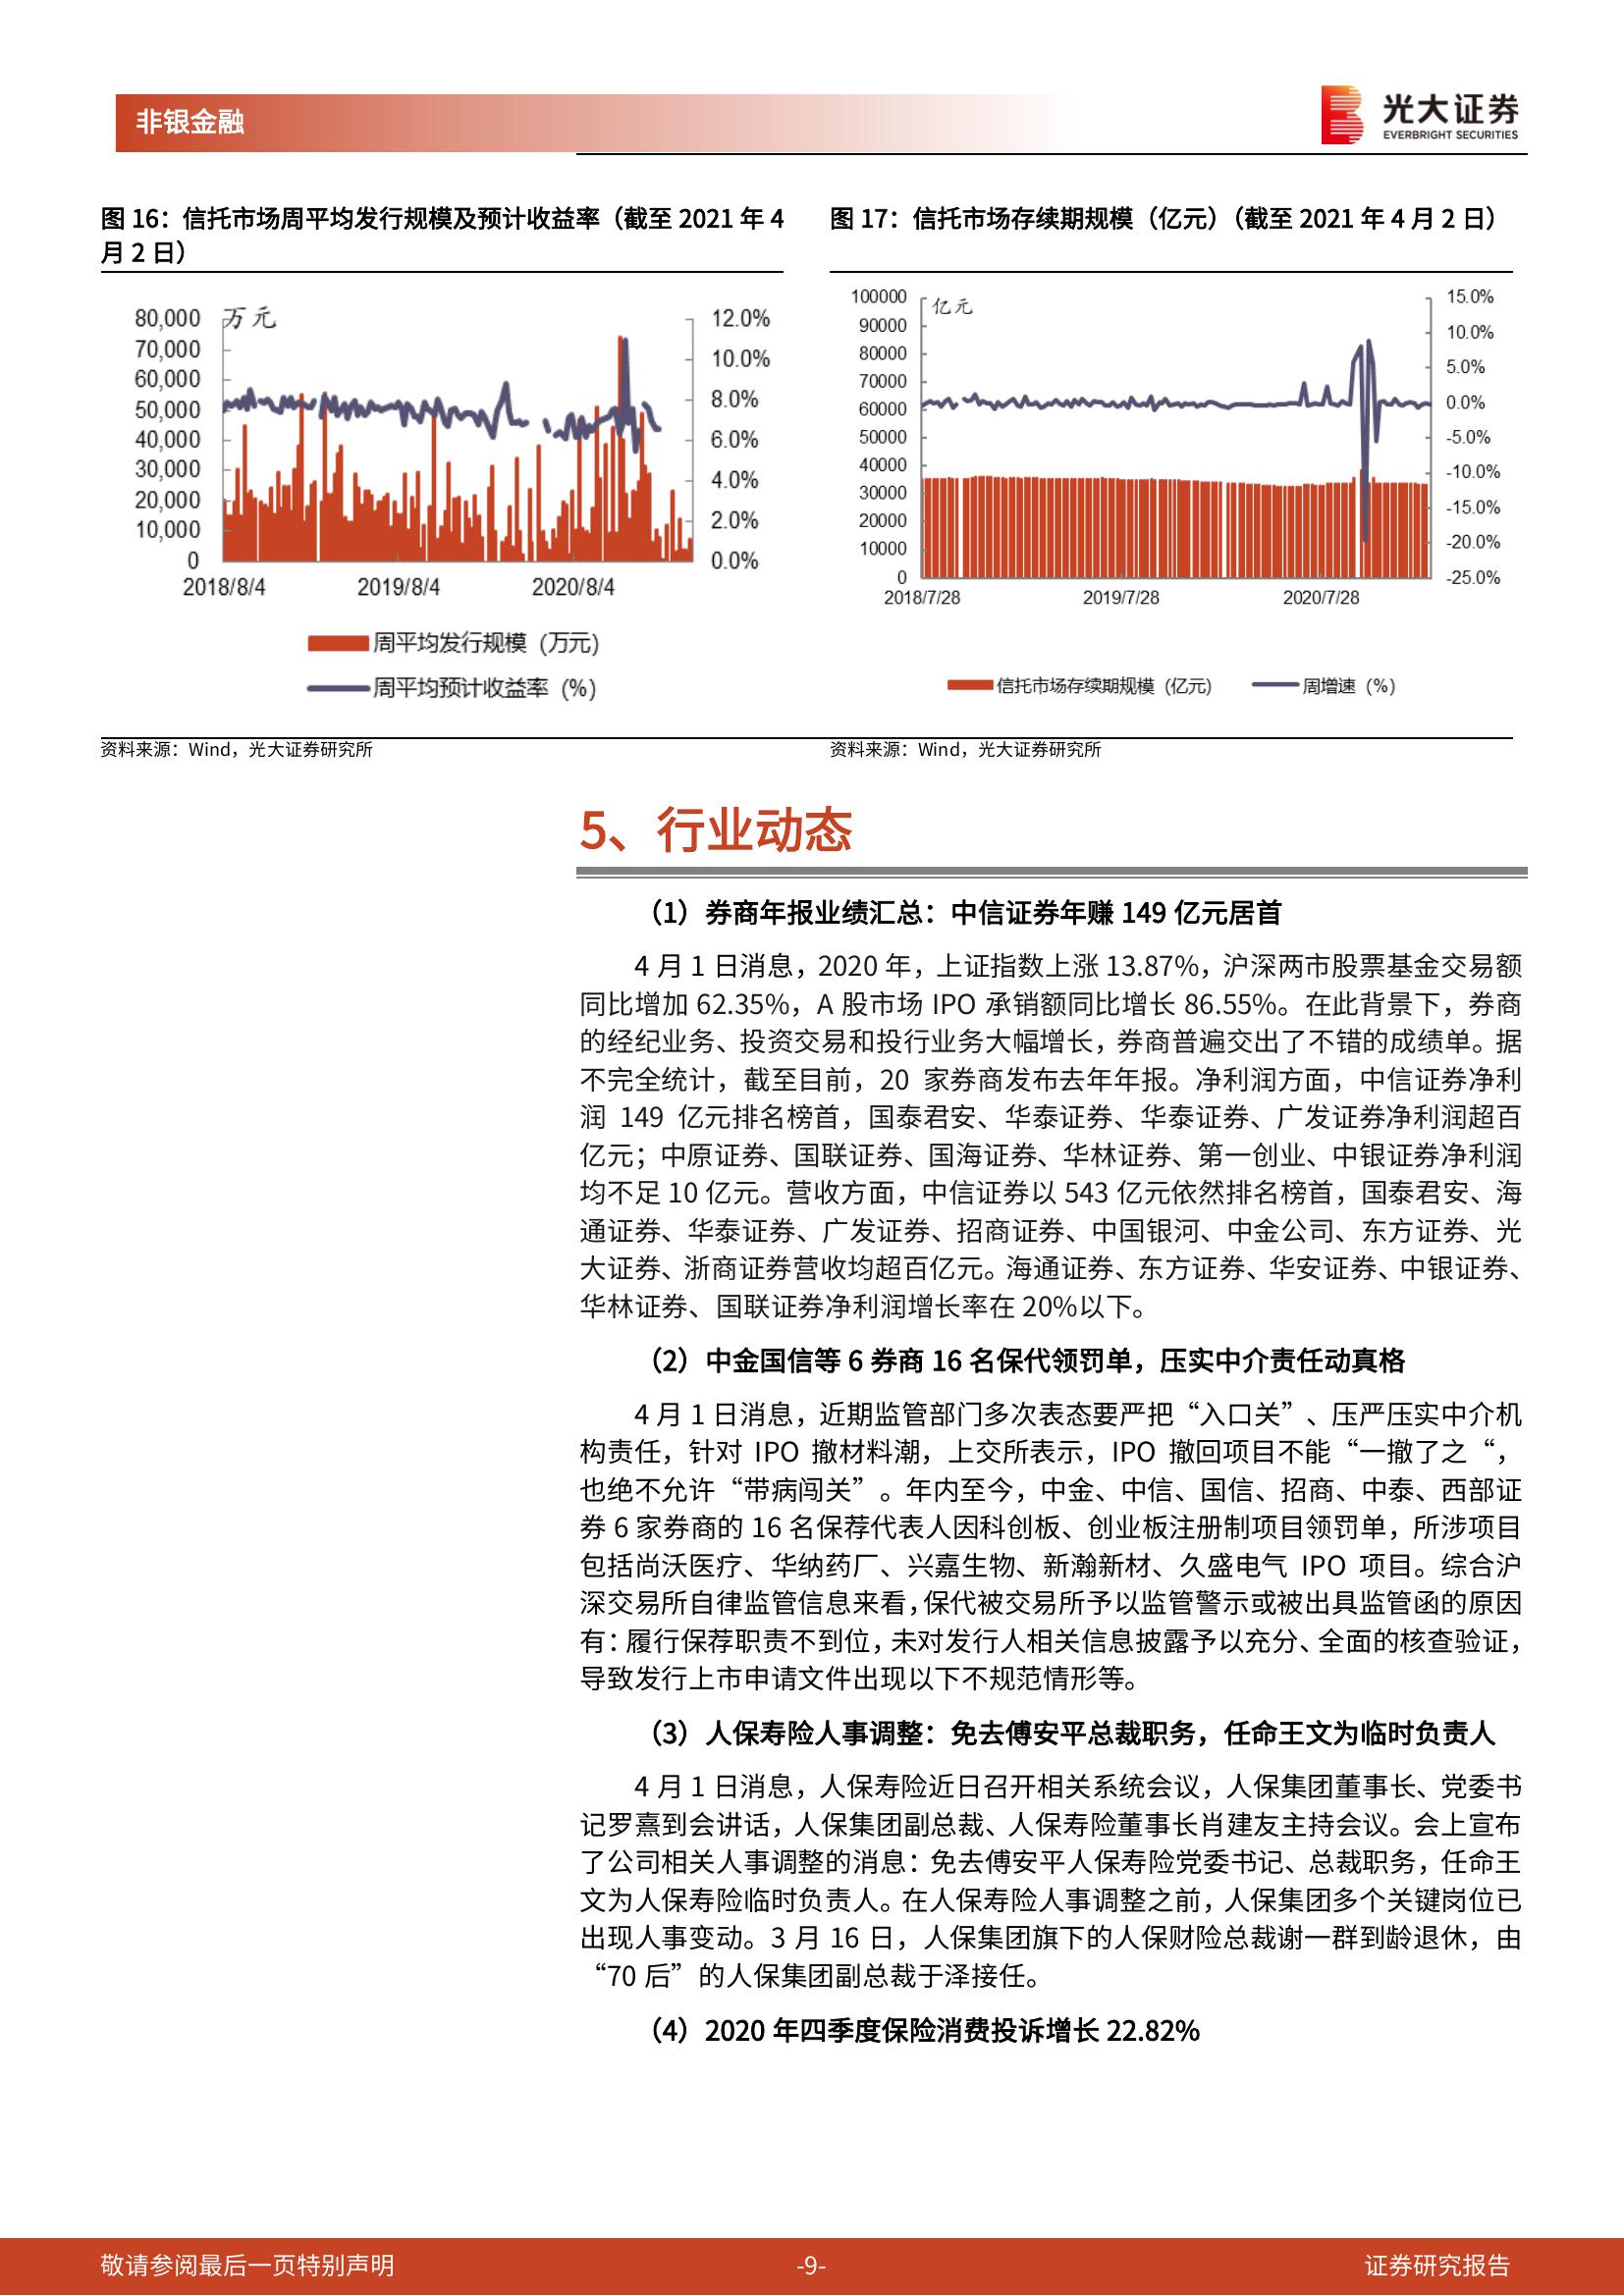 非银金融
光大证券
EVERBRIGHT SECURITIES
图 16：信托市场周平均发行规模及预计收益率（截至 2021 年 4
月 2 日）
80,000
70,000
60,000
50,000
40,000
30,000
20,000
10,000
0
万元
12.0%
10.0%
8.0%
6.0%
4.0%
2.0%
0.0%
2018/8/4
2019/8/4
2020/8/4
周平均发行规模（万元）
周平均预计收益率（%）
资料来源：Wind，光大证券研究所
图 17：信托市场存续期规模（亿元）（截至 2021 年 4 月 2 日）
100000
90000
80000
70000
60000
50000
40000
30000
20000
10000
0
亿元
15.0%
10.0%
5.0%
0.0%
-5.0%
-10.0%
-15.0%
-20.0%
-25.0%
2018/7/28
2019/7/28
2020/7/28
信托市场存续期规模（亿元）
周增速（%）
资料来源：Wind，光大证券研究所
5、行业动态
（1）券商年报业绩汇总：中信证券年赚 149 亿元居首
4 月 1 日消息，2020 年，上证指数上涨 13.87%，沪深两市股票基金交易额
同比增加 62.35%，A 股市场 IPO 承销额同比增长 86.55%。在此背景下，券商
的经纪业务、投资交易和投行业务大幅增长，券商普遍交出了不错的成绩单。据
不完全统计，截至目前，20 家券商发布去年年报。净利润方面，中信证券净利
润 149 亿元排名榜首，国泰君安、华泰证券、华泰证券、广发证券净利润超百
亿元；中原证券、国联证券、国海证券、华林证券、第一创业、中银证券净利润
均不足 10 亿元。营收方面，中信证券以 543 亿元依然排名榜首，国泰君安、海
通证券、华泰证券、广发证券、招商证券、中国银河、中金公司、东方证券、光
大证券、浙商证券营收均超百亿元。海通证券、东方证券、华安证券、中银证券、
华林证券、国联证券净利润增长率在 20%以下。
（2）中金国信等 6 券商 16 名保代领罚单，压实中介责任动真格
4 月 1 日消息，近期监管部门多次表态要严把“入口关”、压严压实中介机
构责任，针对 IPO 撤材料潮，上交所表示，IPO 撤回项目不能“一撤了之“，
也绝不允许“带病闯关”。年内至今，中金、中信、国信、招商、中泰、西部证
券 6 家券商的 16 名保荐代表人因科创板、创业板注册制项目领罚单，所涉项目
包括尚沃医疗、华纳药厂、兴嘉生物、新瀚新材、久盛电气 IPO 项目。综合沪
深交易所自律监管信息来看，保代被交易所予以监管警示或被出具监管函的原因
有：履行保荐职责不到位，未对发行人相关信息披露予以充分、全面的核查验证，
导致发行上市申请文件出现以下不规范情形等。
（3）人保寿险人事调整：免去傅安平总裁职务，任命王文为临时负责人
4 月 1 日消息，人保寿险近日召开相关系统会议，人保集团董事长、党委书
记罗熹到会讲话，人保集团副总裁、人保寿险董事长肖建友主持会议。会上宣布
了公司相关人事调整的消息：免去傅安平人保寿险党委书记、总裁职务，任命王
文为人保寿险临时负责人。在人保寿险人事调整之前，人保集团多个关键岗位已
出现人事变动。3 月 16 日，人保集团旗下的人保财险总裁谢一群到龄退休，由
“70 后”的人保集团副总裁于泽接任。
（4）2020 年四季度保险消费投诉增长 22.82%
敬请参阅最后一页特别声明
-9-
证券研究报告